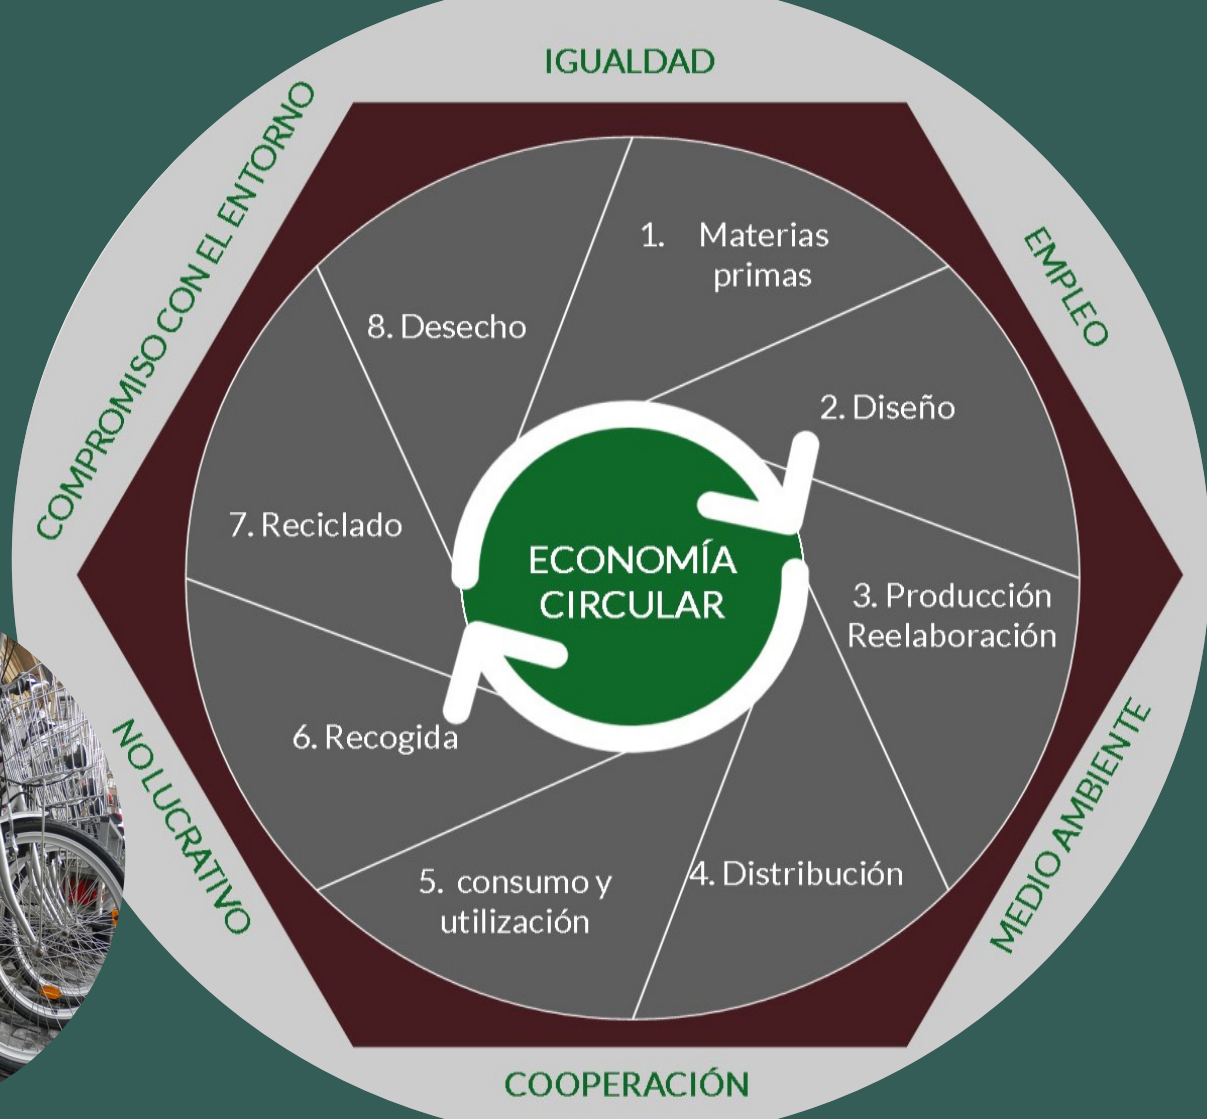 IGUALDAD
EMPLEO
MEDIO AMBIENTE
COOPERACIÓN
NO LUCRATIVO
COMPROMISO CON EL ENTORNO
1. Materias
primas
2. Diseño
3. Producción
Reelaboración
4. Distribución
5. consumo y
utilización
6. Recogida
7. Reciclado
8. Desecho
ECONOMÍA
CIRCULAR